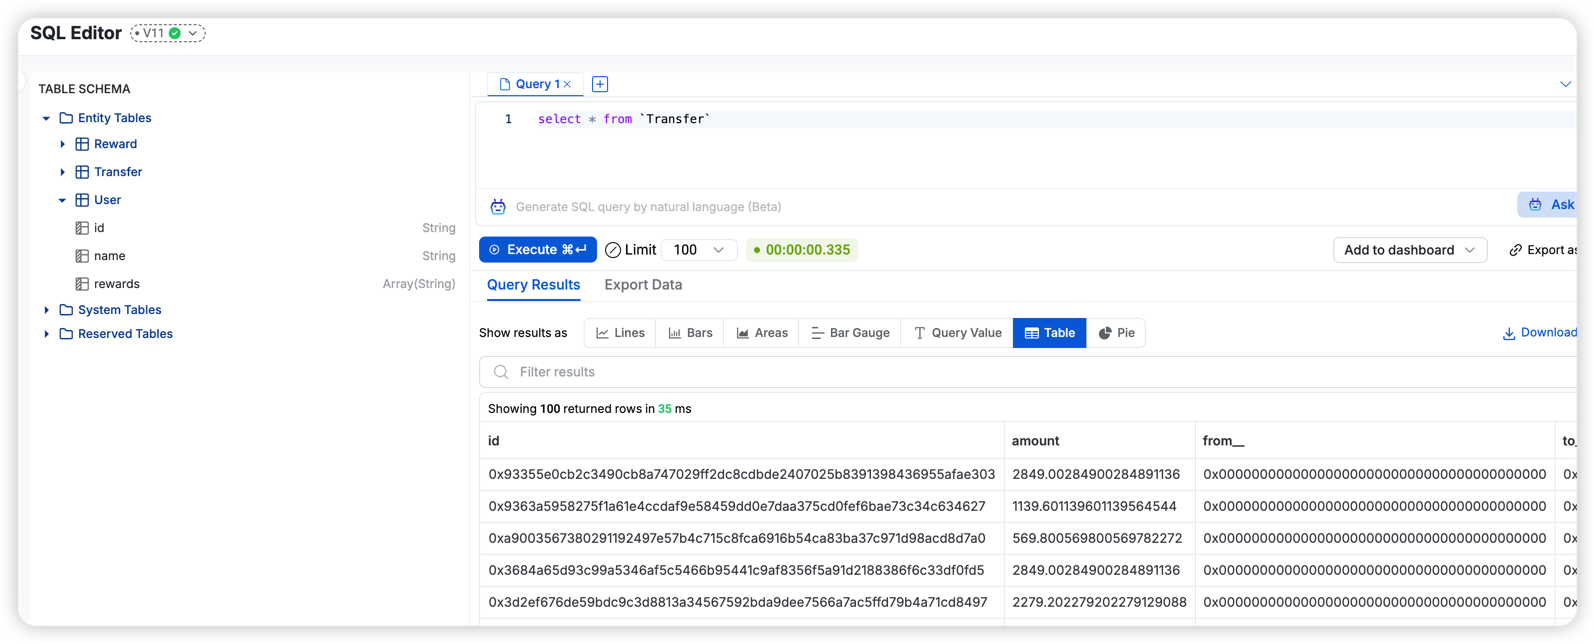 SQL Editor V11
TABLE SCHEMA
Entity Tables
Reward
Transfer
User
id String
name String
rewards Array(String)
System Tables
Reserved Tables
Query 1
1 select * from `Transfer`
Generate SQL query by natural language (Beta)
Ask
Execute ⌘↵ Limit 100 00:00:00.335 Add to dashboard Export as
Query Results Export Data
Show results as Lines Bars Areas Bar Gauge Query Value Table Pie Download
Filter results
Showing 100 returned rows in 35 ms
id amount from__ to_
0x93355e0cb2c3490cb8a747029ff2dc8cdbde2407025b8391398436955afae303 2849.00284900284891136 0x0000000000000000000000000000000000000000 0x
0x9363a5958275f1a61e4ccdaf9e58459dd0e7daa375cd0fef6bae73c34c634627 1139.601139601139564544 0x0000000000000000000000000000000000000000 0x
0xa9003567380291192497e57b4c715c8fca6916b54ca83ba37c971d98acd8d7a0 569.800569800569782272 0x0000000000000000000000000000000000000000 0x
0x3684a65d93c99a5346af5c5466b95441c9af8356f5a91d2188386f6c33df0fd5 2849.00284900284891136 0x0000000000000000000000000000000000000000 0x
0x3d2ef676de59bdc9c3d8813a34567592bda9dee7566a7ac5ffd79b4a71cd8497 2279.202279202279129088 0x0000000000000000000000000000000000000000 0x